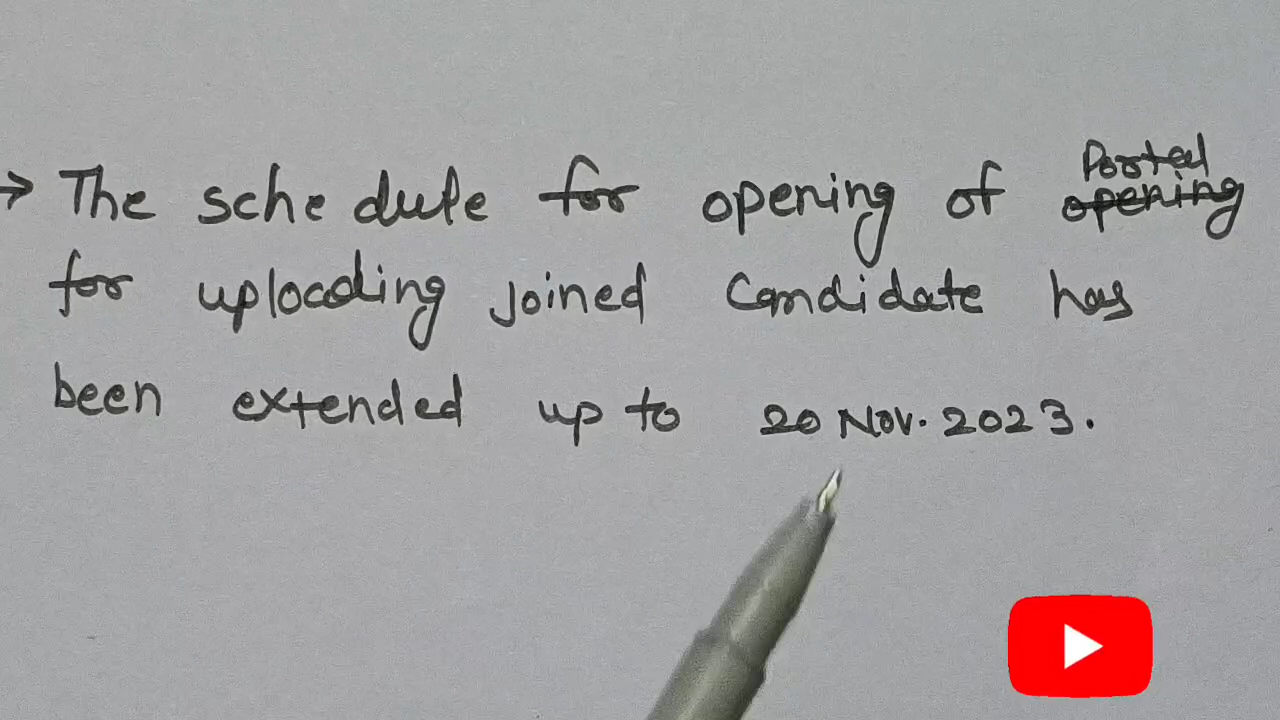 → The schedule for opening of Portal ~~opening~~
for uploading joined Candidate has
been extended up to 20 Nov. 2023.